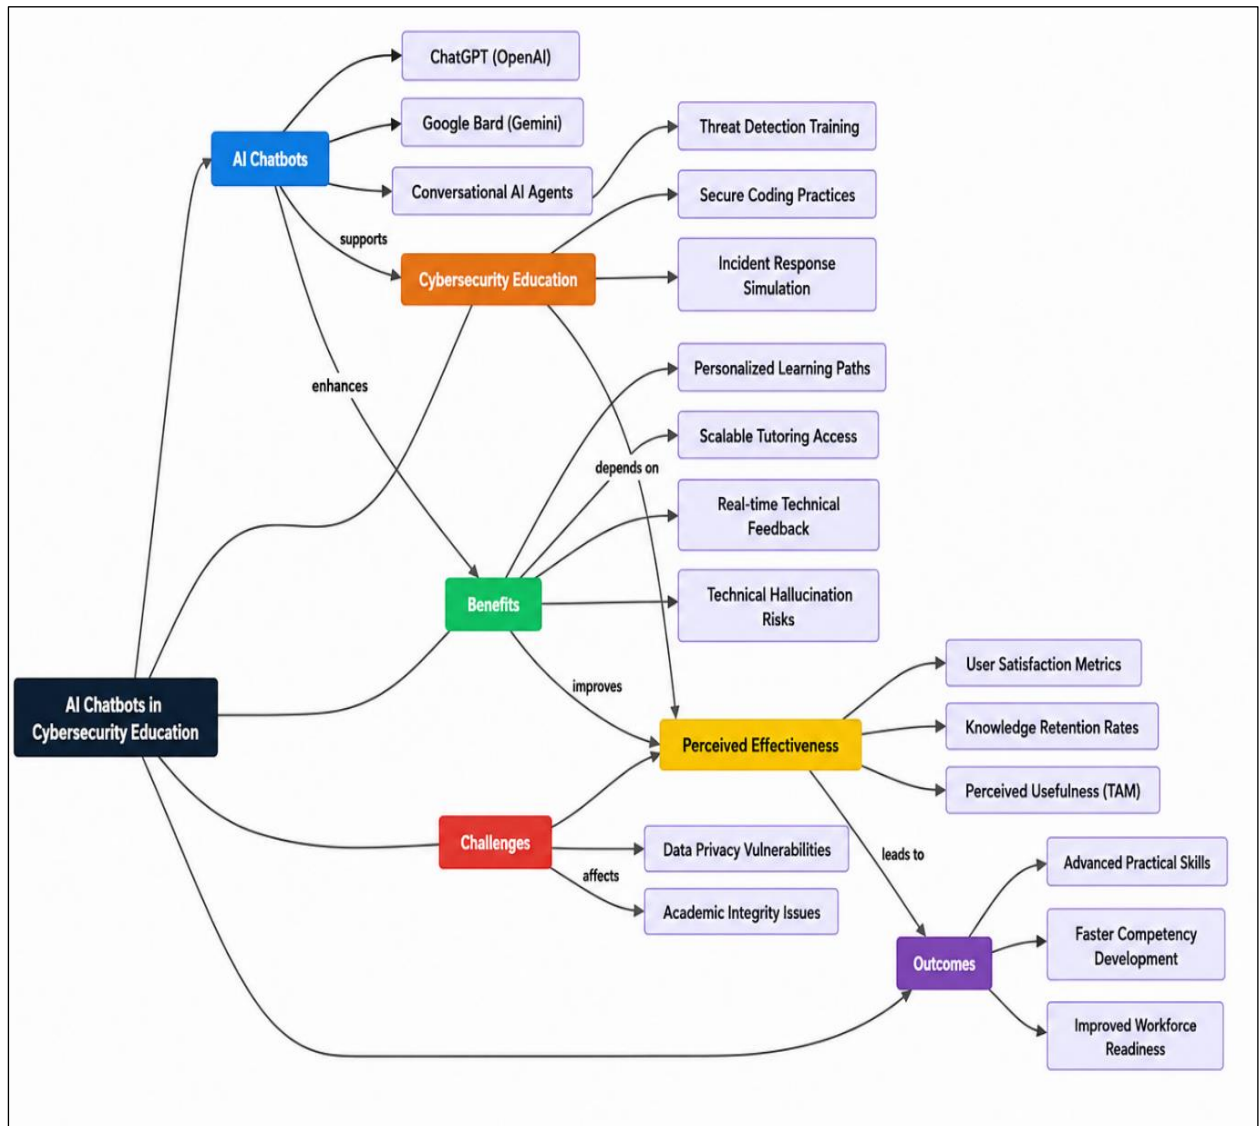 ChatGPT (OpenAI)
Google Bard (Gemini)
Threat Detection Training
AI Chatbots
Conversational AI Agents
Secure Coding Practices
supports
Cybersecurity Education
Incident Response
Simulation
enhances
Personalized Learning Paths
Scalable Tutoring Access
depends on
Real-time Technical
Feedback
Benefits
Technical Hallucination
Risks
improves
User Satisfaction Metrics
AI Chatbots in
Cybersecurity Education
Perceived Effectiveness
Knowledge Retention Rates
Perceived Usefulness (TAM)
Challenges
Data Privacy Vulnerabilities
affects
Academic Integrity Issues
leads to
Advanced Practical Skills
Outcomes
Faster Competency
Development
Improved Workforce
Readiness